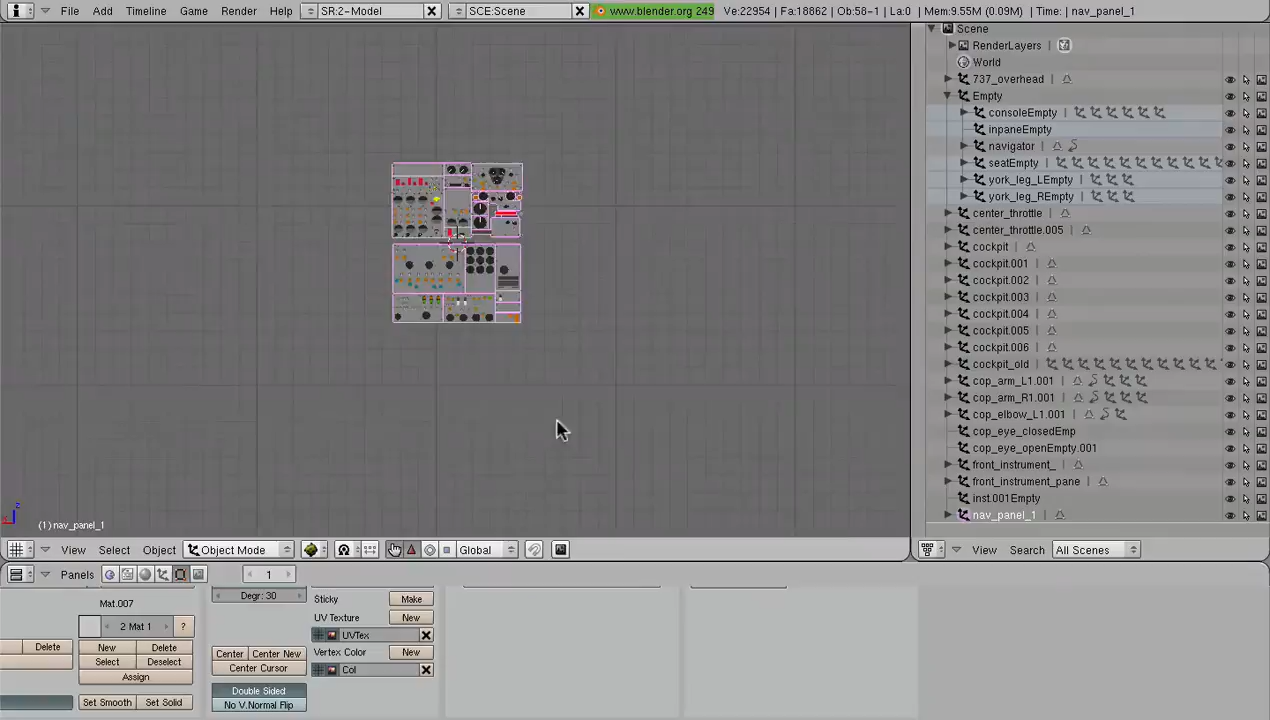 File Add Timeline Game Render Help SR:2-Model SCE:Scene www.blender.org 249 Ve:22954 | Fa:18862 | Ob:58-1 | La:0 | Mem:9.55M (0.09M) | Time: | nav_panel_1
Scene
RenderLayers
World
737_overhead
Empty
consoleEmpty
inpaneEmpty
navigator
seatEmpty
york_leg_LEmpty
york_leg_REmpty
center_throttle
center_throttle.005
cockpit
cockpit.001
cockpit.002
cockpit.003
cockpit.004
cockpit.005
cockpit.006
cockpit_old
cop_arm_L1.001
cop_arm_R1.001
cop_elbow_L1.001
cop_eye_closedEmp
cop_eye_openEmpty.001
front_instrument_
front_instrument_pane
inst.001Empty
nav_panel_1
z
x
(1) nav_panel_1
View Select Object Object Mode Global
View Search All Scenes
Panels 1
Mat.007
2 Mat 1 ?
Delete New Delete
Select Deselect
Assign
Set Smooth Set Solid
Degr: 30
Center Center New
Center Cursor
Double Sided
No V.Normal Flip
Sticky Make
UV Texture New
UVTex
Vertex Color New
Col